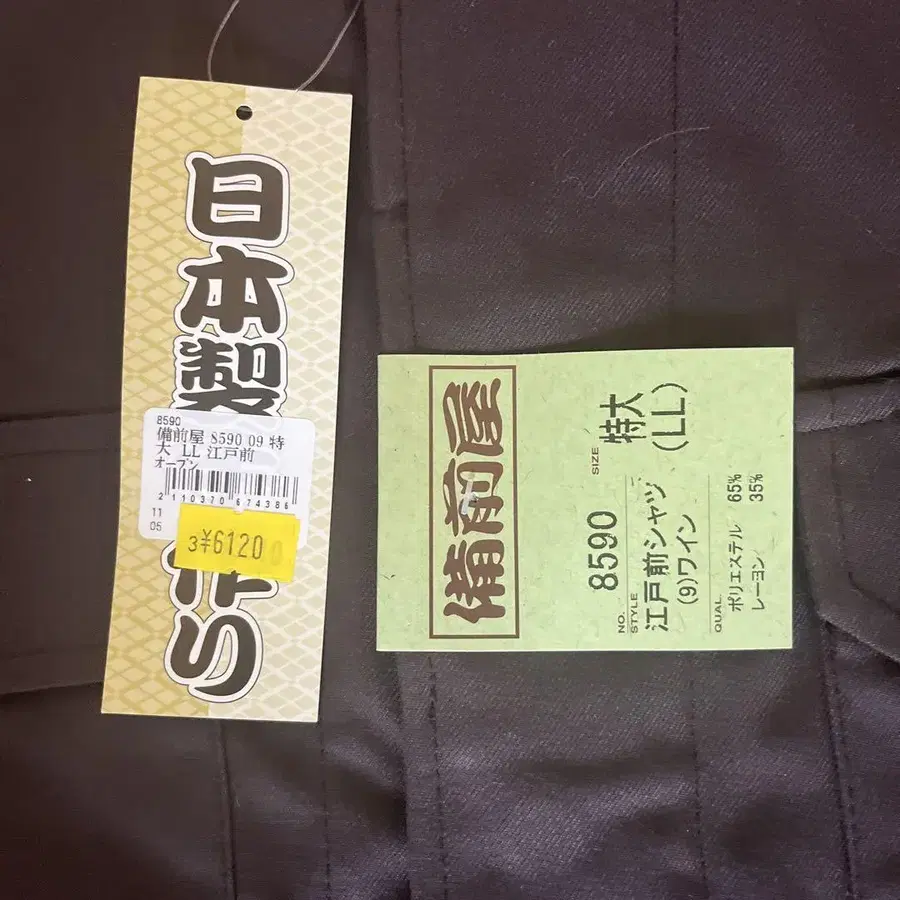 日本製
り
8590
備前屋 8590 09 特
大 LL 江戸前
オープン
2 110370 674386
11
05
3¥6120
備前屋
NO. 8590
SIZE 特大
(LL)
STYLE
江戸前シャツ
(9)ワイン
QUAL.
ポリエステル 65%
レーヨン 35%